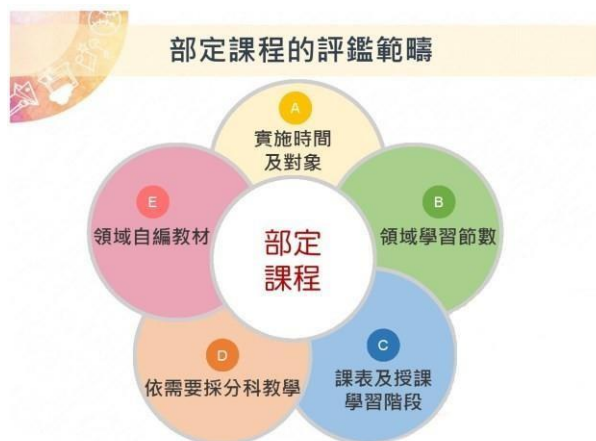 部定課程的評鑑範疇
A
實施時間
及對象
B
領域學習節數
C
課表及授課
學習階段
D
依需要採分科教學
E
領域自編教材
部定
課程